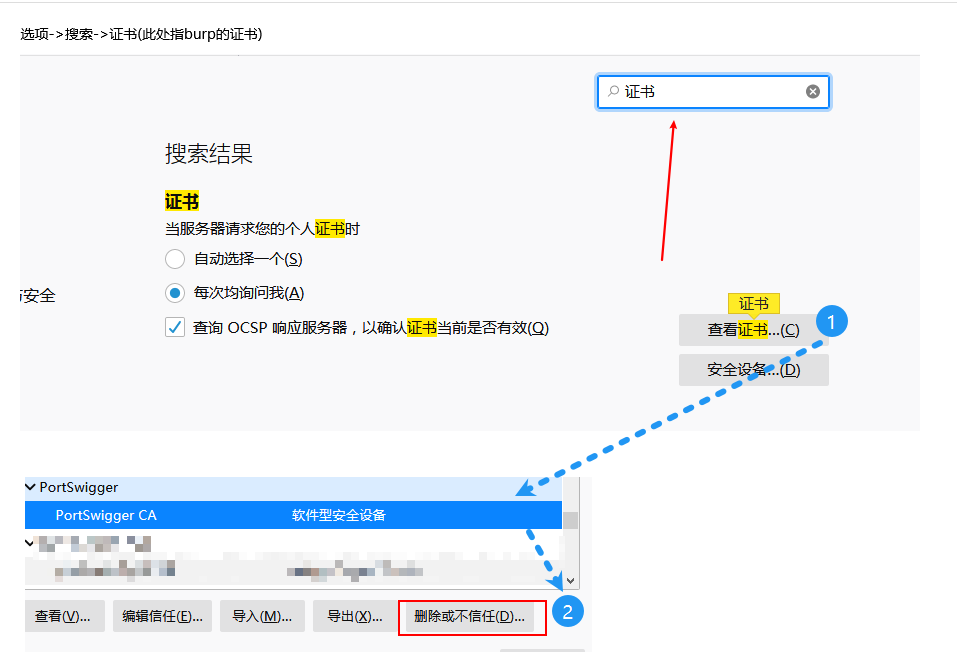 选项->搜索->证书(此处指burp的证书)
证书
搜索结果
证书
当服务器请求您的个人证书时
自动选择一个(S)
每次均询问我(A)
查询 OCSP 响应服务器，以确认证书当前是否有效(Q)
安全
证书
1
查看证书...(C)
安全设备...(D)
PortSwigger
PortSwigger CA 软件型安全设备
查看(V)... 编辑信任(E)... 导入(M)... 导出(X)... 删除或不信任(D)...
2